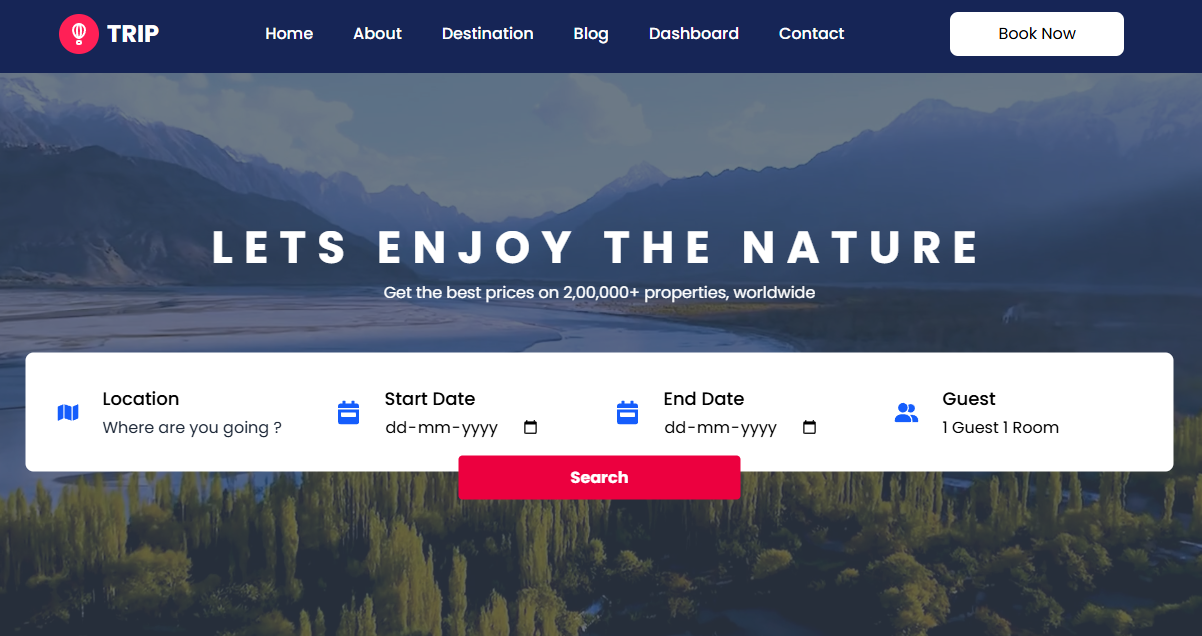 TRIP
Home About Destination Blog Dashboard Contact
Book Now
LETS ENJOY THE NATURE
Get the best prices on 2,00,000+ properties, worldwide
Location
Where are you going ?
Start Date
dd-mm-yyyy
End Date
dd-mm-yyyy
Guest
1 Guest 1 Room
Search